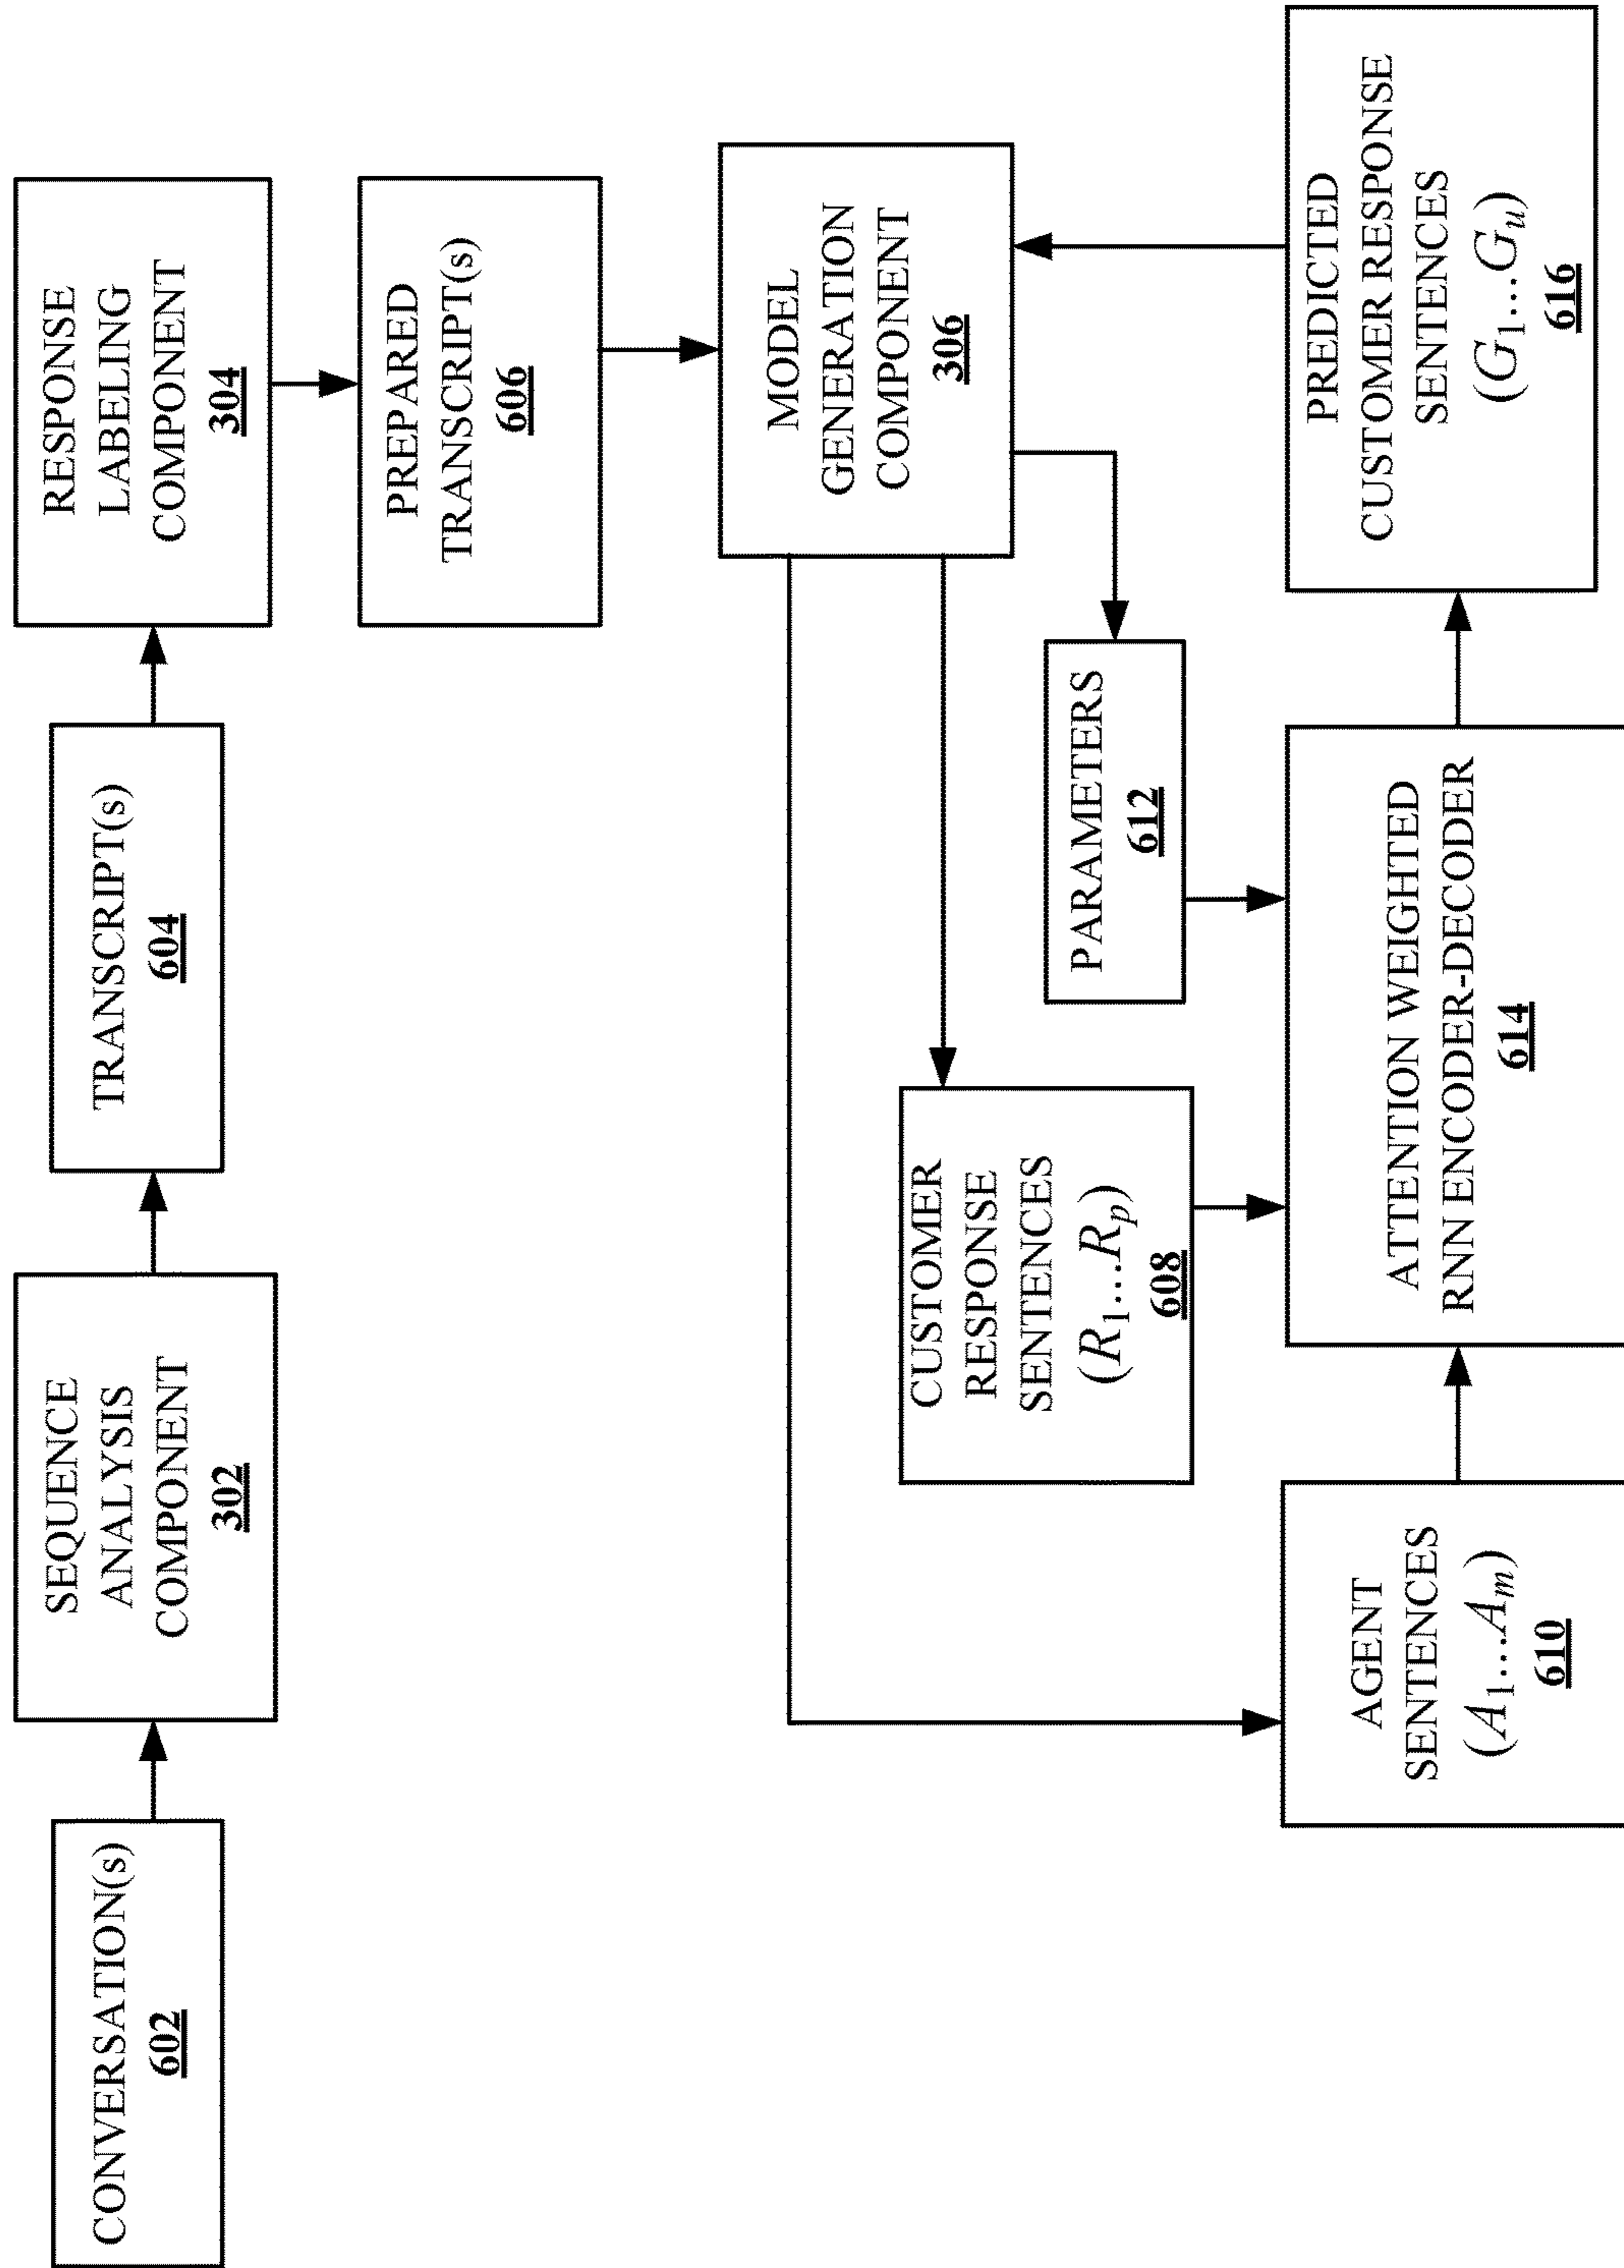 CONVERSATION(s)
602
SEQUENCE
ANALYSIS
COMPONENT
302
TRANSCRIPT(s)
604
RESPONSE
LABELING
COMPONENT
304
PREPARED
TRANSCRIPT(s)
606
MODEL
GENERATION
COMPONENT
306
CUSTOMER
RESPONSE
SENTENCES
(R₁...Rₚ)
608
PARAMETERS
612
AGENT
SENTENCES
(A₁...Aₘ)
610
ATTENTION WEIGHTED
RNN ENCODER-DECODER
614
PREDICTED
CUSTOMER RESPONSE
SENTENCES
(G₁...Gᵤ)
616